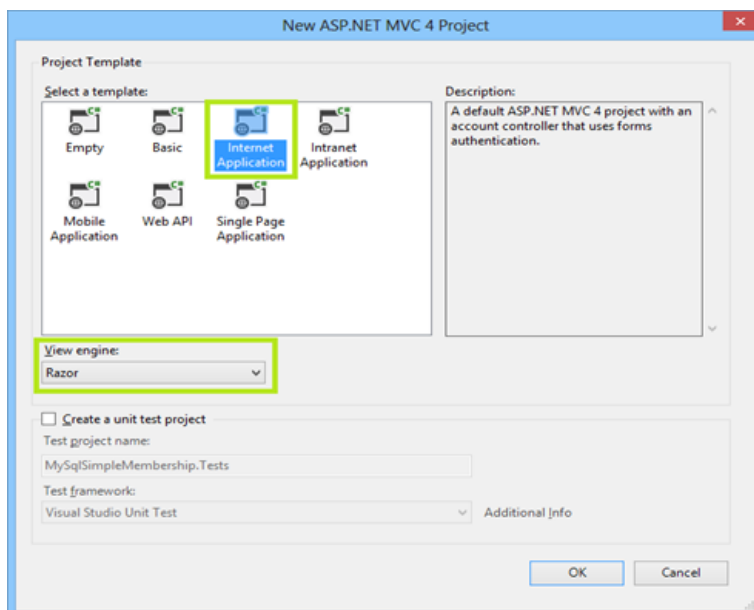 New ASP.NET MVC 4 Project
Project Template
Select a template:
Description:
Empty
Basic
Internet
Application
Intranet
Application
Mobile
Application
Web API
Single Page
Application
A default ASP.NET MVC 4 project with an
account controller that uses forms
authentication.
View engine:
Razor
Create a unit test project
Test project name:
MySqlSimpleMembership.Tests
Test framework:
Visual Studio Unit Test
Additional Info
OK
Cancel